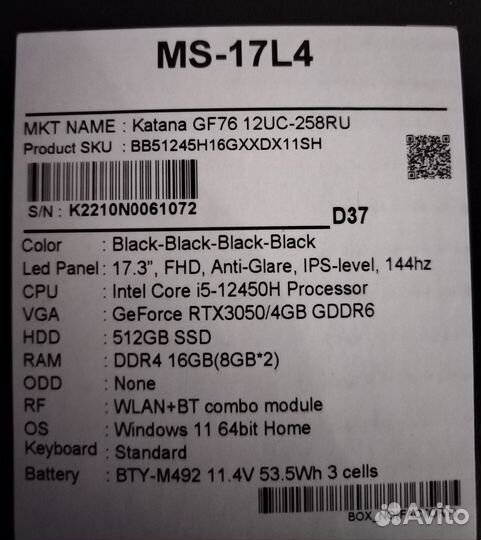 MS-17L4
MKT NAME : Katana GF76 12UC-258RU
Product SKU : BB51245H16GXXDX11SH
S/N : K2210N0061072
D37
Color : Black-Black-Black-Black
Led Panel : 17.3", FHD, Anti-Glare, IPS-level, 144hz
CPU : Intel Core i5-12450H Processor
VGA : GeForce RTX3050/4GB GDDR6
HDD : 512GB SSD
RAM : DDR4 16GB(8GB*2)
ODD : None
RF : WLAN+BT combo module
OS : Windows 11 64bit Home
Keyboard : Standard
Battery : BTY-M492 11.4V 53.5Wh 3 cells
Avito